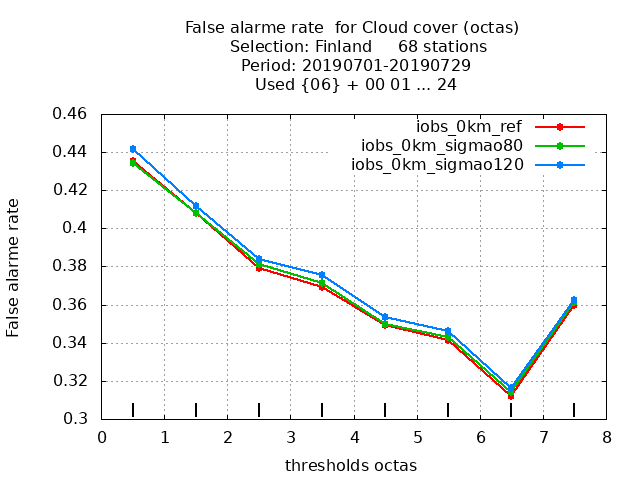 False alarme rate  for Cloud cover (octas)
Selection: Finland     68 stations
Period: 20190701-20190729
Used {06} + 00 01 ... 24
iobs_0km_ref
iobs_0km_sigmao80
iobs_0km_sigmao120
False alarme rate
0.46
0.44
0.42
0.4
0.38
0.36
0.34
0.32
0.3
0 1 2 3 4 5 6 7 8
thresholds octas